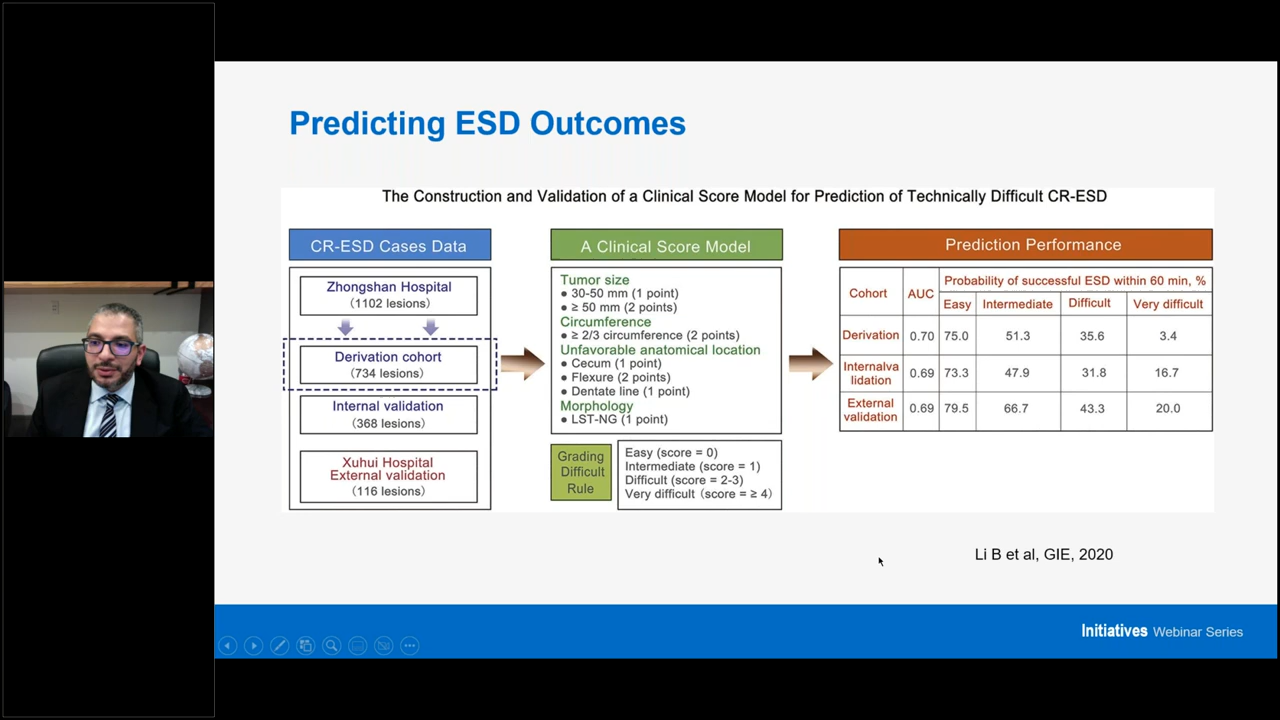 Predicting ESD Outcomes
The Construction and Validation of a Clinical Score Model for Prediction of Technically Difficult CR-ESD
CR-ESD Cases Data
Zhongshan Hospital
(1102 lesions)
Derivation cohort
(734 lesions)
Internal validation
(368 lesions)
Xuhui Hospital
External validation
(116 lesions)
A Clinical Score Model
Tumor size
● 30-50 mm (1 point)
● ≥ 50 mm (2 points)
Circumference
● ≥ 2/3 circumference (2 points)
Unfavorable anatomical location
● Cecum (1 point)
● Flexure (2 points)
● Dentate line (1 point)
Morphology
● LST-NG (1 point)
Grading
Difficult
Rule
Easy (score = 0)
Intermediate (score = 1)
Difficult (score = 2-3)
Very difficult (score = ≥ 4)
Prediction Performance
Cohort AUC Probability of successful ESD within 60 min, %
Easy Intermediate Difficult Very difficult
Derivation 0.70 75.0 51.3 35.6 3.4
Internalva
lidation 0.69 73.3 47.9 31.8 16.7
External
validation 0.69 79.5 66.7 43.3 20.0
Li B et al, GIE, 2020
Initiatives Webinar Series